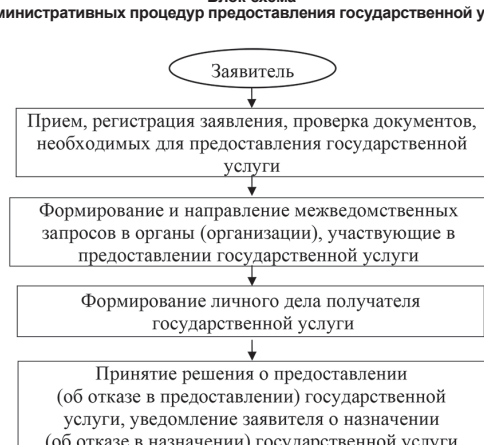 Блок-схема
административных процедур предоставления государственной у
Заявитель
Прием, регистрация заявления, проверка документов,
необходимых для предоставления государственной
услуги
Формирование и направление межведомственных
запросов в органы (организации), участвующие в
предоставлении государственной услуги
Формирование личного дела получателя
государственной услуги
Принятие решения о предоставлении
(об отказе в предоставлении) государственной
услуги, уведомление заявителя о назначении
(об отказе в назначении) государственной услуги